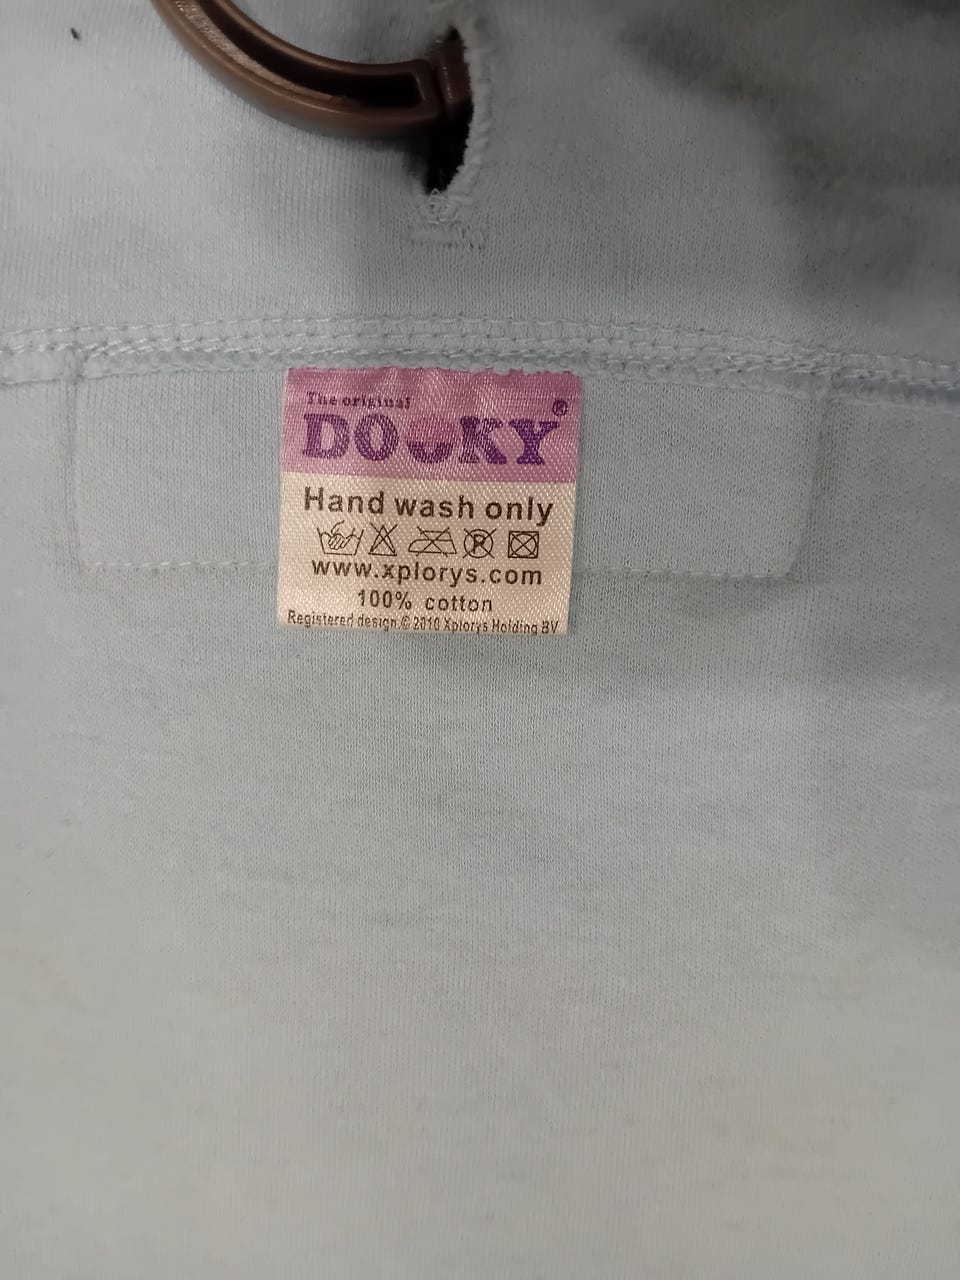 The original
DOOKY®
Hand wash only
www.xplorys.com
100% cotton
Registered design.© 2010 Xplorys Holding BV